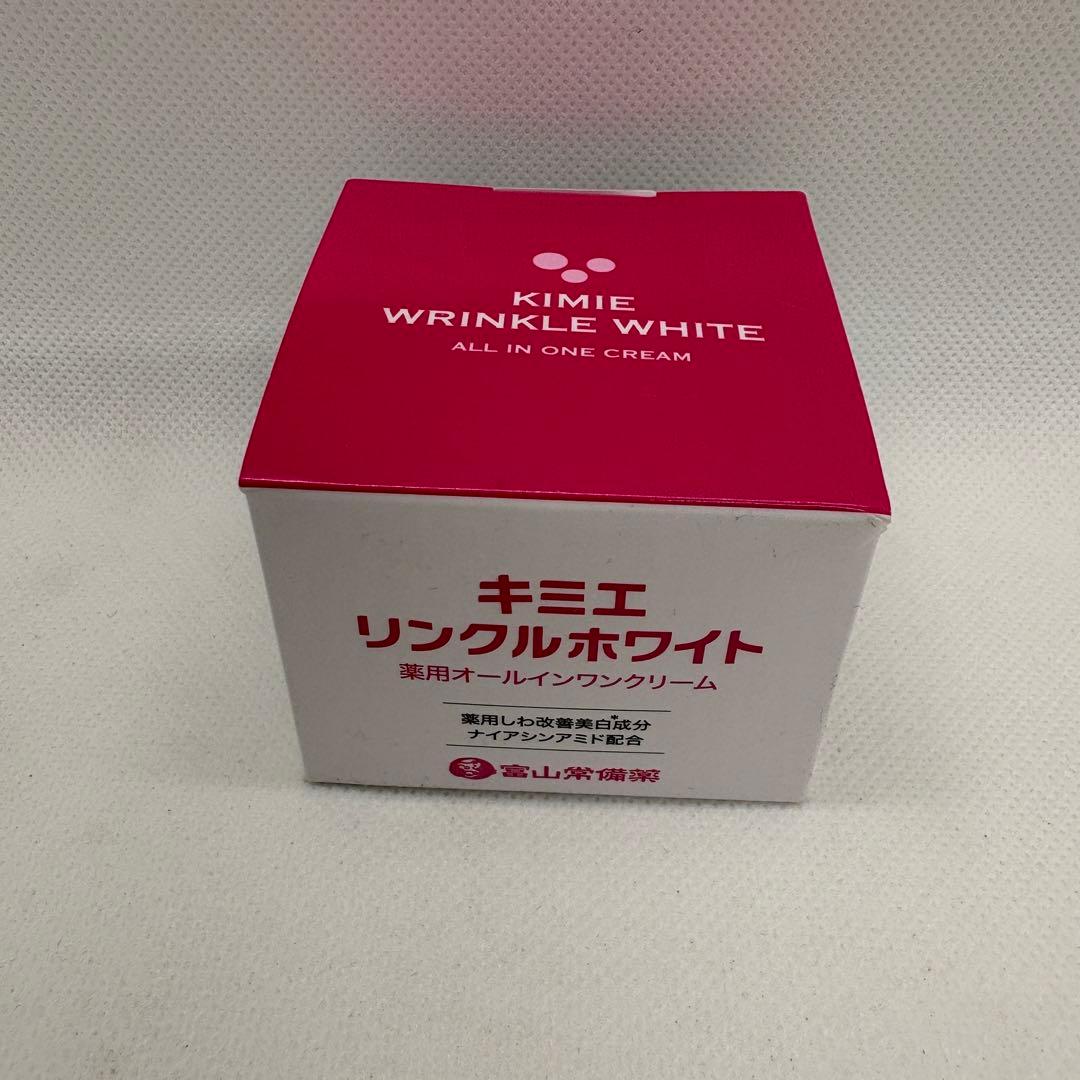 KIMIE
WRINKLE WHITE
ALL IN ONE CREAM
キミエ
リンクルホワイト
薬用オールインワンクリーム
薬用しわ改善美白*成分
ナイアシンアミド配合
富山常備薬